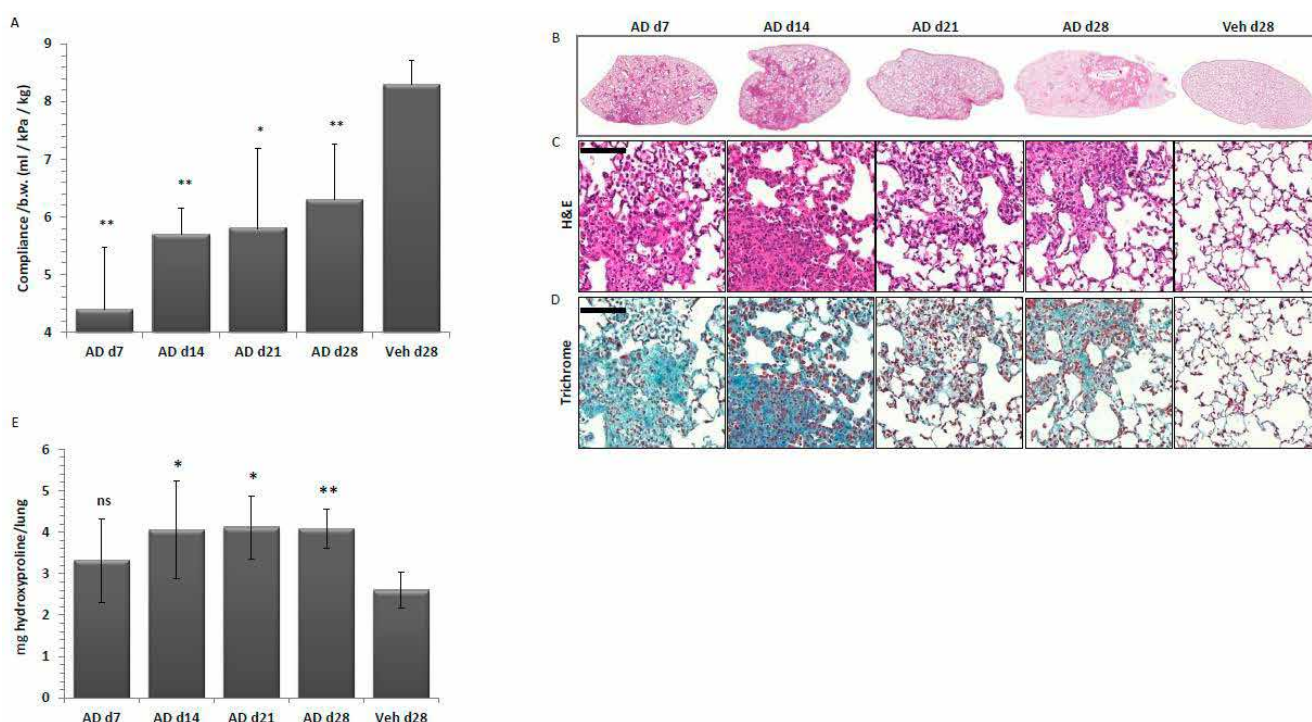 A
Compliance /b.w. (ml / kPa / kg)
9
8
7
6
5
4
**
**
*
**
AD d7 AD d14 AD d21 AD d28 Veh d28
B
AD d7 AD d14 AD d21 AD d28 Veh d28
C
H&E
D
Trichrome
E
mg hydroxyproline/lung
6
5
4
3
2
1
0
ns
*
*
**
AD d7 AD d14 AD d21 AD d28 Veh d28